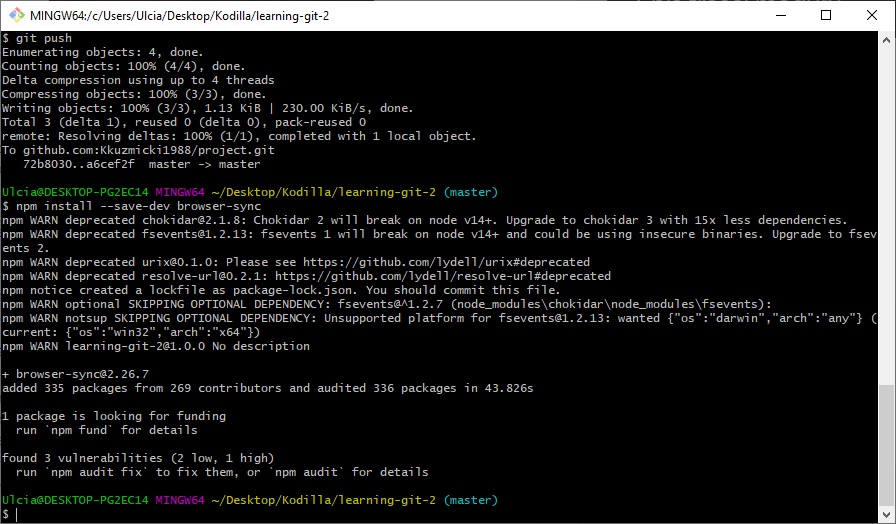 MINGW64:/c/Users/Ulcia/Desktop/Kodilla/learning-git-2
$ git push
Enumerating objects: 4, done.
Counting objects: 100% (4/4), done.
Delta compression using up to 4 threads
Compressing objects: 100% (3/3), done.
Writing objects: 100% (3/3), 1.13 KiB | 230.00 KiB/s, done.
Total 3 (delta 1), reused 0 (delta 0), pack-reused 0
remote: Resolving deltas: 100% (1/1), completed with 1 local object.
To github.com:Kkuzmicki1988/project.git
   72b8030..a6cef2f  master -> master
Ulcia@DESKTOP-PG2EC14 MINGW64 ~/Desktop/Kodilla/learning-git-2 (master)
$ npm install --save-dev browser-sync
npm WARN deprecated chokidar@2.1.8: Chokidar 2 will break on node v14+. Upgrade to chokidar 3 with 15x less dependencies.
npm WARN deprecated fsevents@1.2.13: fsevents 1 will break on node v14+ and could be using insecure binaries. Upgrade to fsev
ents 2.
npm WARN deprecated urix@0.1.0: Please see https://github.com/lydell/urix#deprecated
npm WARN deprecated resolve-url@0.2.1: https://github.com/lydell/resolve-url#deprecated
npm notice created a lockfile as package-lock.json. You should commit this file.
npm WARN optional SKIPPING OPTIONAL DEPENDENCY: fsevents@^1.2.7 (node_modules\chokidar\node_modules\fsevents):
npm WARN notsup SKIPPING OPTIONAL DEPENDENCY: Unsupported platform for fsevents@1.2.13: wanted {"os":"darwin","arch":"any"} (
current: {"os":"win32","arch":"x64"})
npm WARN learning-git-2@1.0.0 No description
+ browser-sync@2.26.7
added 335 packages from 269 contributors and audited 336 packages in 43.826s
1 package is looking for funding
  run `npm fund` for details
found 3 vulnerabilities (2 low, 1 high)
  run `npm audit fix` to fix them, or `npm audit` for details
Ulcia@DESKTOP-PG2EC14 MINGW64 ~/Desktop/Kodilla/learning-git-2 (master)
$